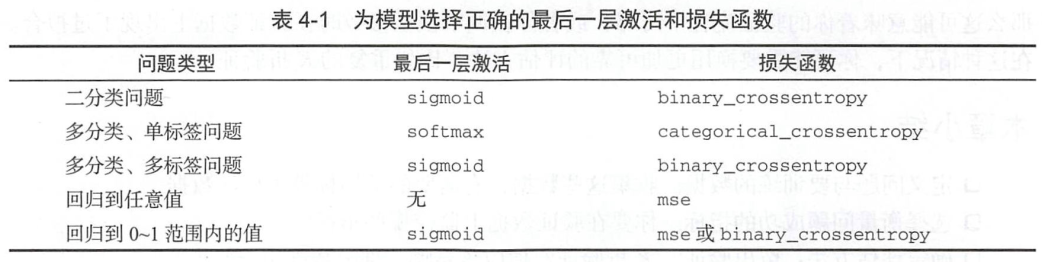 表 4-1 为模型选择正确的最后一层激活和损失函数
问题类型 最后一层激活 损失函数
二分类问题 sigmoid binary_crossentropy
多分类、单标签问题 softmax categorical_crossentropy
多分类、多标签问题 sigmoid binary_crossentropy
回归到任意值 无 mse
回归到 0~1 范围内的值 sigmoid mse 或 binary_crossentropy